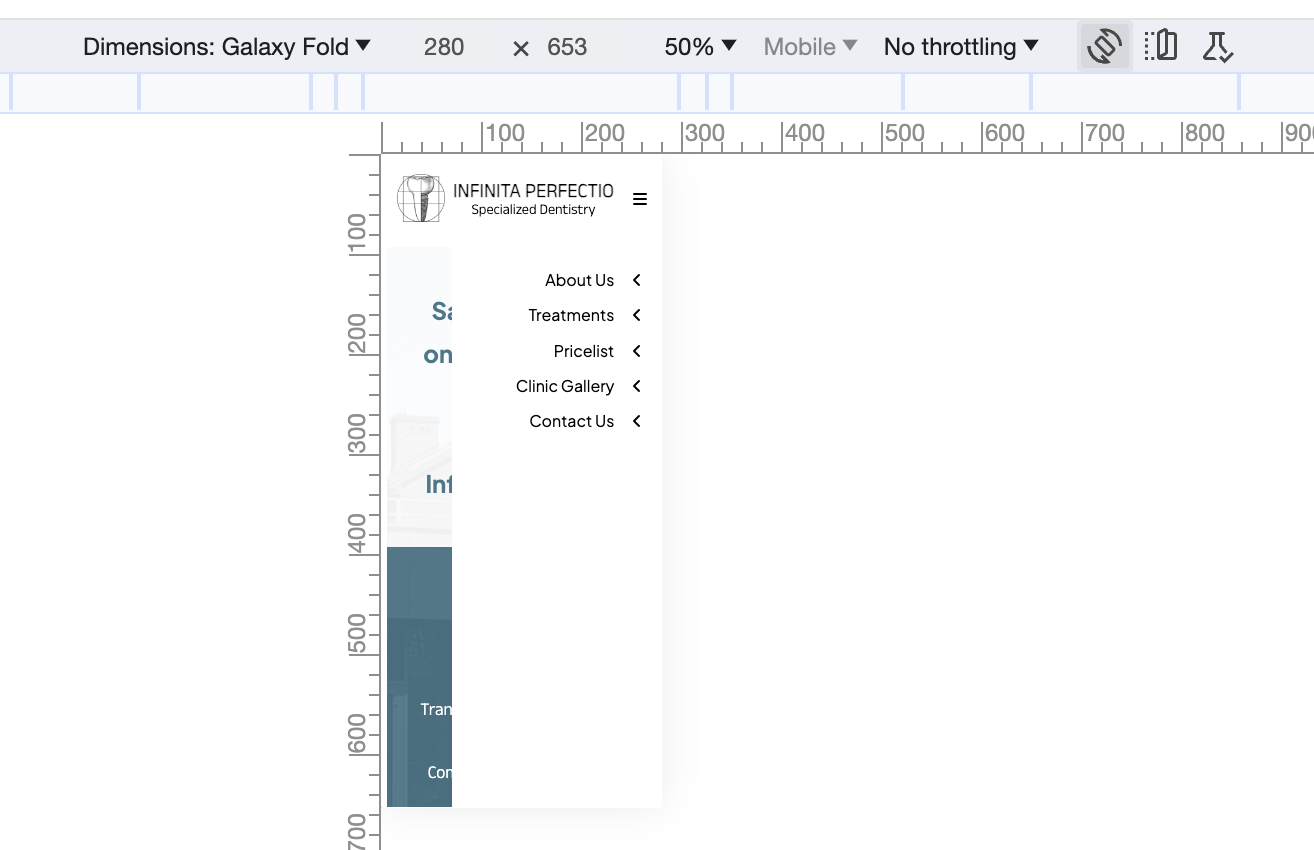 Dimensions: Galaxy Fold 280 × 653 50% Mobile No throttling
100 200 300 400 500 600 700 800 900
INFINITA PERFECTIO
Specialized Dentistry
About Us
Treatments
Pricelist
Clinic Gallery
Contact Us
Sa
on
Inf
Tran
Con
100
200
300
400
500
600
700